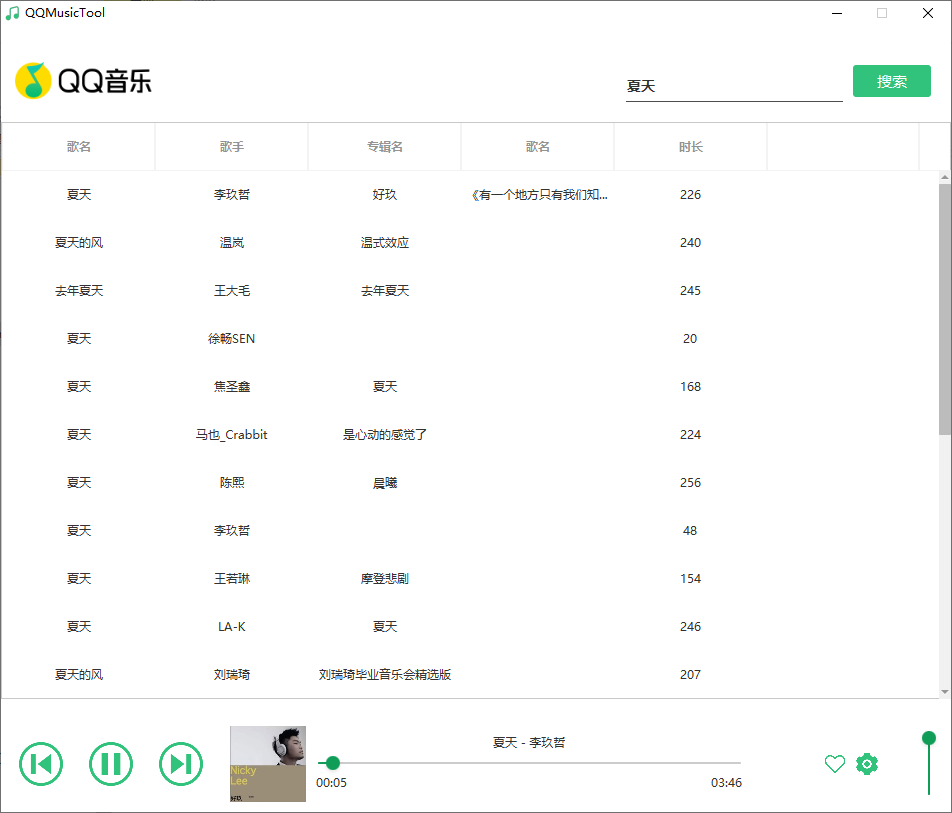 QQMusicTool
QQ音乐
夏天
搜索
歌名 歌手 专辑名 歌名 时长
夏天 李玖哲 好玖 《有一个地方只有我们知... 226
夏天的风 温岚 温式效应 240
去年夏天 王大毛 去年夏天 245
夏天 徐畅SEN 20
夏天 焦圣鑫 夏天 168
夏天 马也_Crabbit 是心动的感觉了 224
夏天 陈熙 晨曦 256
夏天 李玖哲 48
夏天 王若琳 摩登悲剧 154
夏天 LA-K 夏天 246
夏天的风 刘瑞琦 刘瑞琦毕业音乐会精选版 207
Nicky
Lee
好玖
夏天 - 李玖哲
00:05 03:46